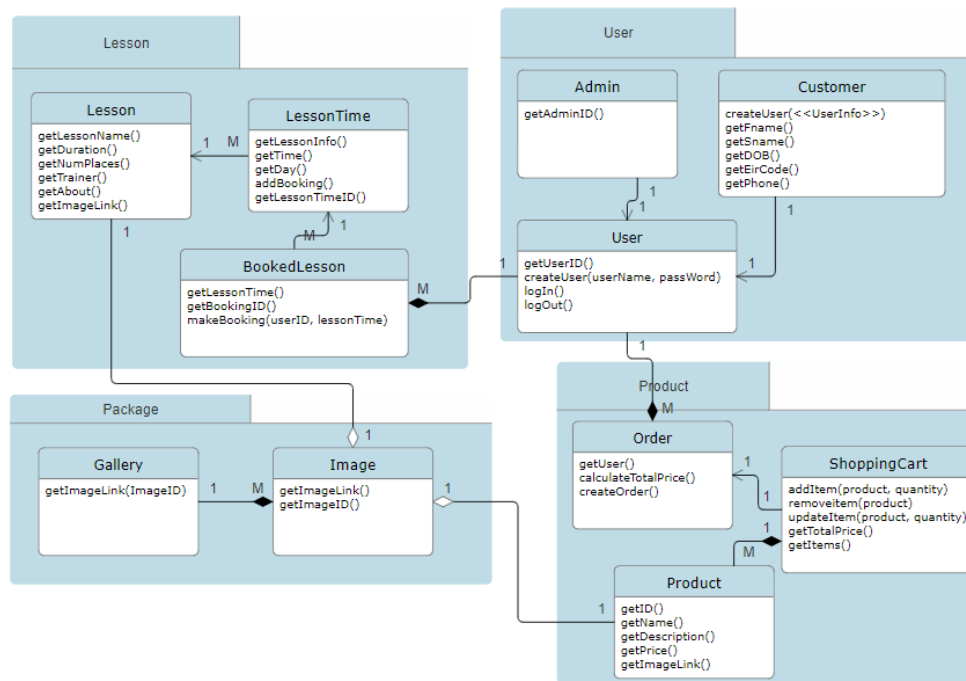 Lesson
Lesson
getLessonName()
getDuration()
getNumPlaces()
getTrainer()
getAbout()
getImageLink()
1
M
LessonTime
getLessonInfo()
getTime()
getDay()
addBooking()
getLessonTimeID()
1
M
1
BookedLesson
getLessonTime()
getBookingID()
makeBooking(userID, lessonTime)
M
1
User
Admin
getAdminID()
1
1
Customer
createUser(<<UserInfo>>)
getFname()
getSname()
getDOB()
getEirCode()
getPhone()
1
1
User
getUserID()
createUser(userName, passWord)
logIn()
logOut()
1
M
Package
Gallery
getImageLink(ImageID)
1
M
Image
getImageLink()
getImageID()
1
1
Product
Order
getUser()
calculateTotalPrice()
createOrder()
1
1
ShoppingCart
addItem(product, quantity)
removeitem(product)
updateItem(product, quantity)
getTotalPrice()
getItems()
1
M
Product
getID()
getName()
getDescription()
getPrice()
getImageLink()
1